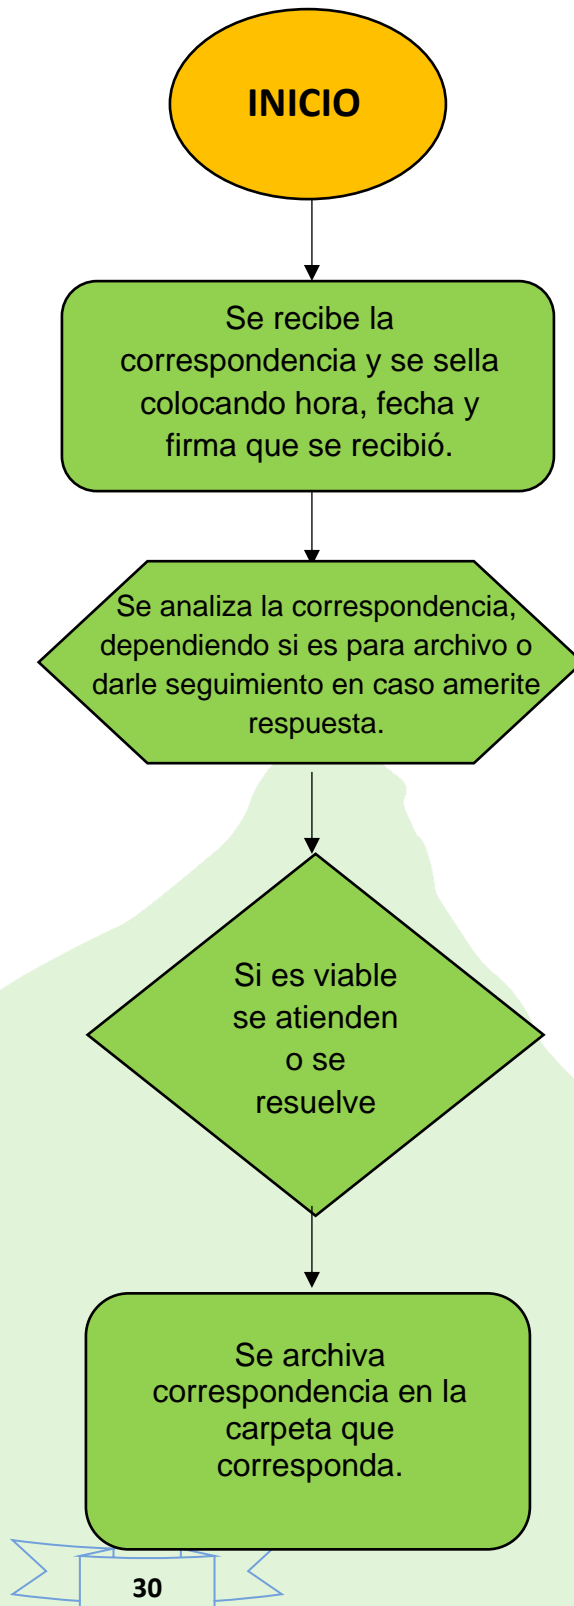 INICIO
Se recibe la
correspondencia y se sella
colocando hora, fecha y
firma que se recibió.
Se analiza la correspondencia,
dependiendo si es para archivo o
darle seguimiento en caso amerite
respuesta.
Si es viable
se atienden
o se
resuelve
Se archiva
correspondencia en la
carpeta que
corresponda.
30